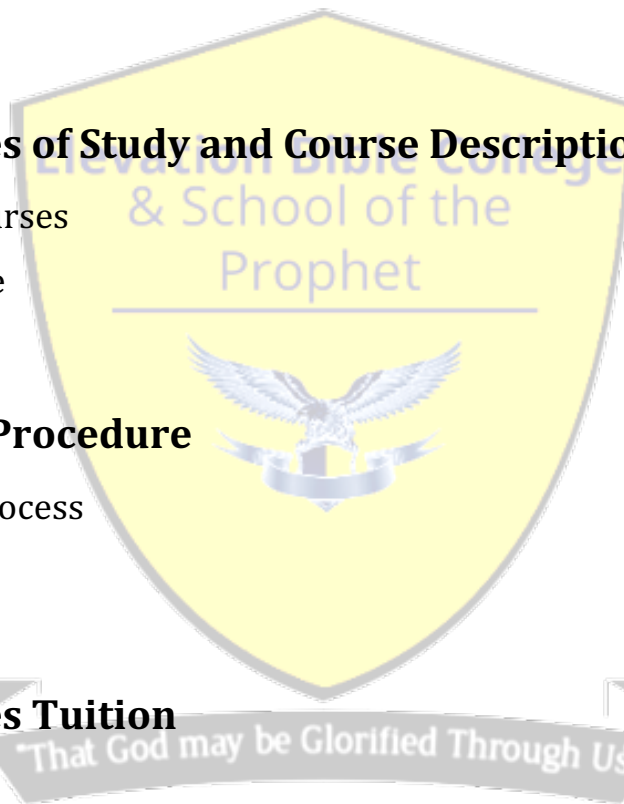 es of Study and Course Descriptio
Elevation Bible College
urses
& School of the
e
Prophet
Procedure
ocess
es Tuition
"That God may be Glorified Through Us